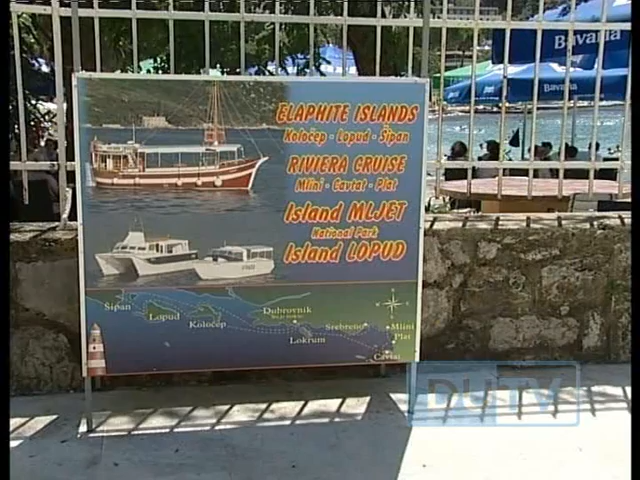 Bavaria
Bavaria
ELAPHITE ISLANDS
Koločep - Lopud - Šipan
RIVIERA CRUISE
Mlini - Cavtat - Plat
Island MLJET
National Park
Island LOPUD
Šipan
Lopud
Koločep
Dubrovnik
Lokrum
Srebreno
Mlini
Plat
Cavtat
DUTV